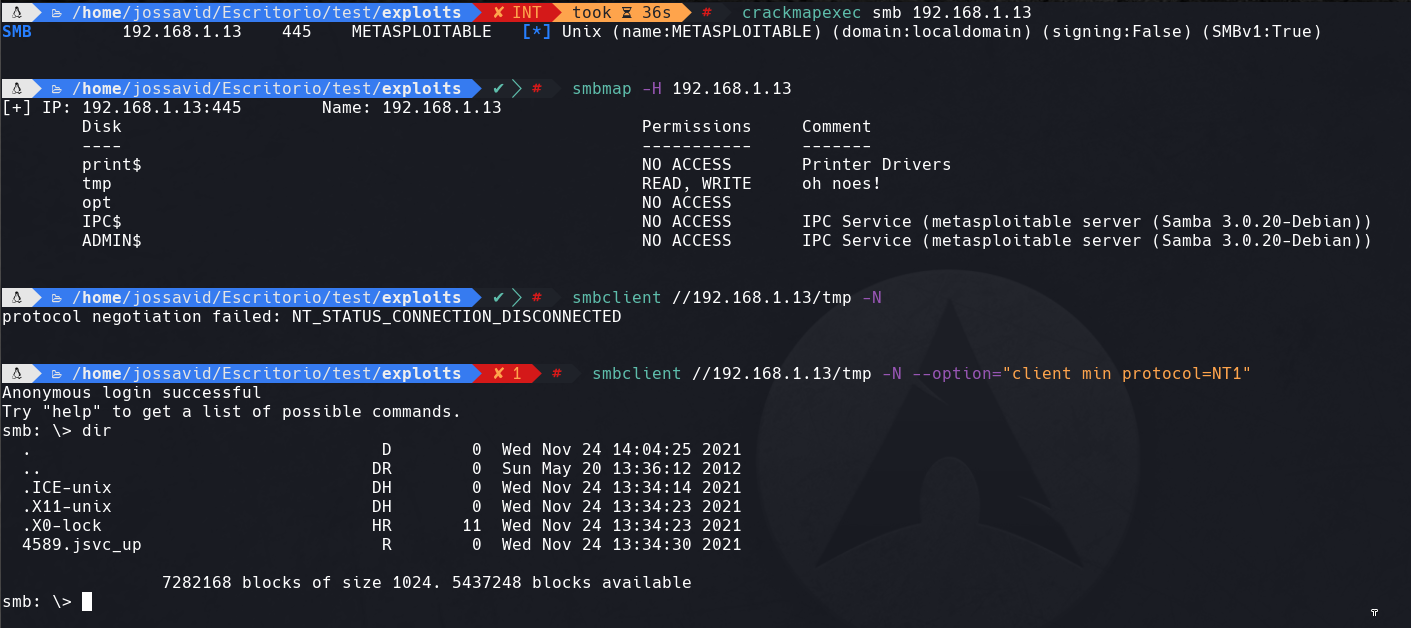 /home/jossavid/Escritorio/test/exploits ✘ INT took ⌛ 36s # crackmapexec smb 192.168.1.13
SMB 192.168.1.13 445 METASPLOITABLE [*] Unix (name:METASPLOITABLE) (domain:localdomain) (signing:False) (SMBv1:True)
/home/jossavid/Escritorio/test/exploits ✔ # smbmap -H 192.168.1.13
[+] IP: 192.168.1.13:445 Name: 192.168.1.13
Disk Permissions Comment
---- ----------- -------
print$ NO ACCESS Printer Drivers
tmp READ, WRITE oh noes!
opt NO ACCESS
IPC$ NO ACCESS IPC Service (metasploitable server (Samba 3.0.20-Debian))
ADMIN$ NO ACCESS IPC Service (metasploitable server (Samba 3.0.20-Debian))
/home/jossavid/Escritorio/test/exploits ✔ # smbclient //192.168.1.13/tmp -N
protocol negotiation failed: NT_STATUS_CONNECTION_DISCONNECTED
/home/jossavid/Escritorio/test/exploits ✘ 1 # smbclient //192.168.1.13/tmp -N --option="client min protocol=NT1"
Anonymous login successful
Try "help" to get a list of possible commands.
smb: \> dir
. D 0 Wed Nov 24 14:04:25 2021
.. DR 0 Sun May 20 13:36:12 2012
.ICE-unix DH 0 Wed Nov 24 13:34:14 2021
.X11-unix DH 0 Wed Nov 24 13:34:23 2021
.X0-lock HR 11 Wed Nov 24 13:34:23 2021
4589.jsvc_up R 0 Wed Nov 24 13:34:30 2021
7282168 blocks of size 1024. 5437248 blocks available
smb: \>